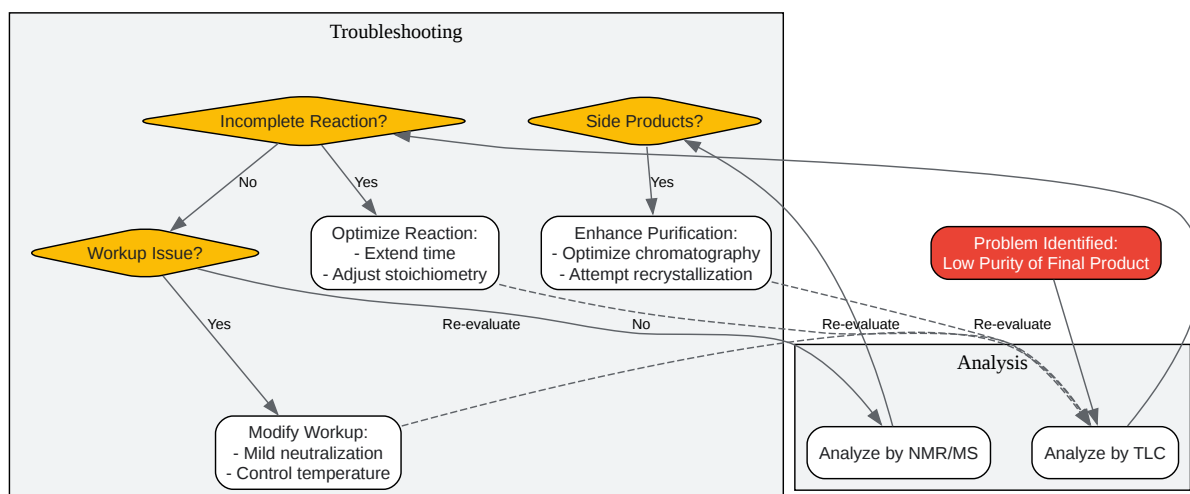 Troubleshooting
Incomplete Reaction?
Side Products?
No
Yes
Yes
Workup Issue?
Optimize Reaction:
- Extend time
- Adjust stoichiometry
Enhance Purification:
- Optimize chromatography
- Attempt recrystallization
Problem Identified:
Low Purity of Final Product
Yes
Re-evaluate
No
Re-evaluate
Re-evaluate
Analysis
Modify Workup:
- Mild neutralization
- Control temperature
Analyze by NMR/MS
Analyze by TLC